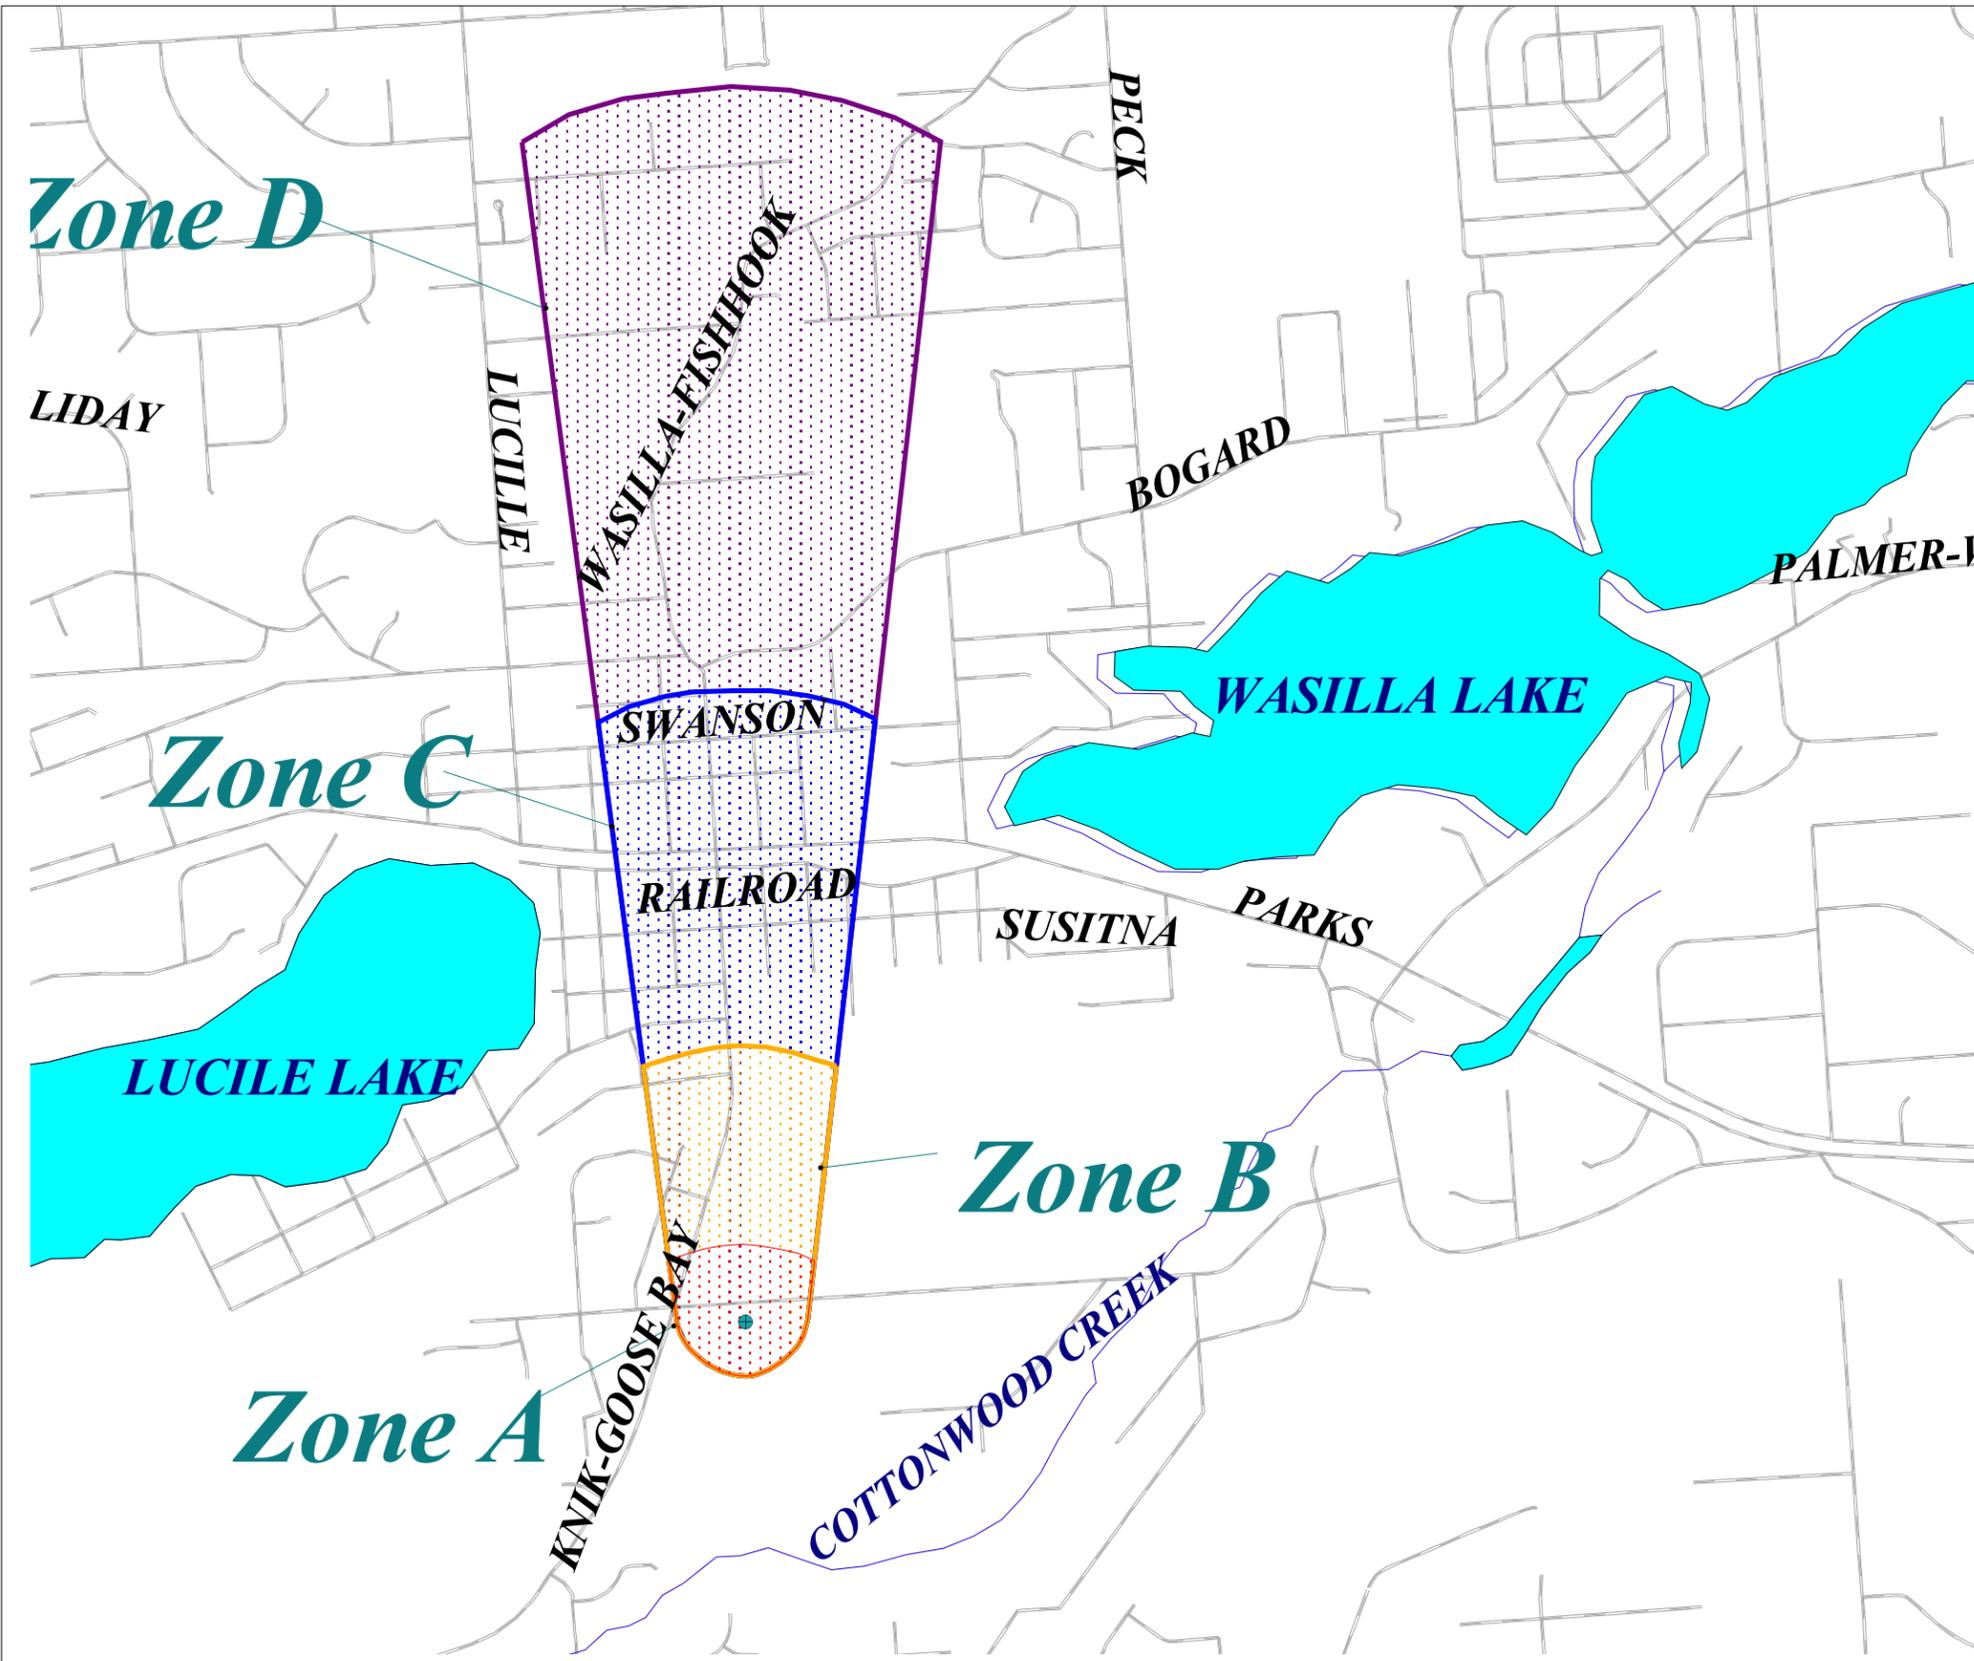 PECK
Zone D
WASILLA-FISHHOOK
LIDAY
LUCILLE
BOGARD
PALMER-W
WASILLA LAKE
SWANSON
Zone C
RAILROAD
SUSITNA
PARKS
LUCILE LAKE
Zone B
KNIK-GOOSE BAY
COTTONWOOD CREEK
Zone A